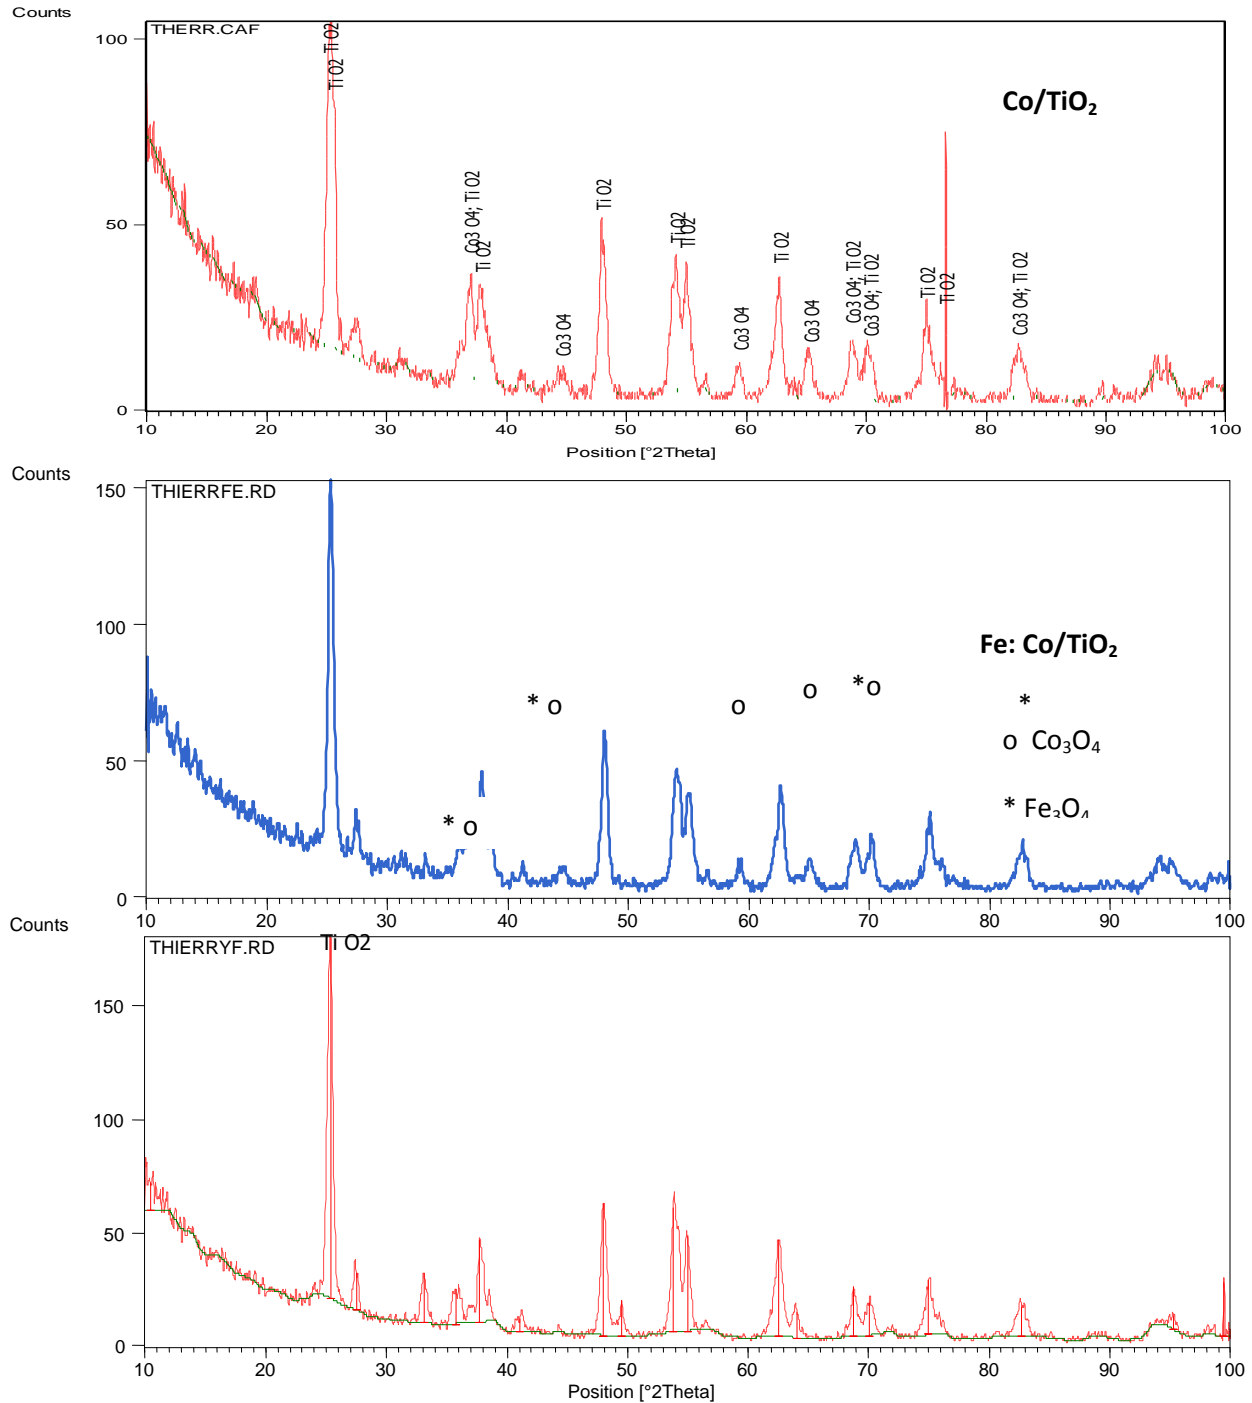 Counts
THERR.CAF
100
50
0
Co/TiO₂
Ti O2
Ti O2
Co3 O4; Ti O2
Ti O2
Co3 O4
Ti O2
Ti O2
Ti O2
Co3 O4
Ti O2
Co3 O4
Co3 O4; Ti O2
Co3 O4; Ti O2
Ti O2
Ti O2
Co3 O4; Ti O2
10 20 30 40 50 60 70 80 90 100
Position [°2Theta]
Counts
THIERRFE.RD
150
100
50
0
Fe: Co/TiO₂
* o
o
o
* o
*
o Co₃O₄
* Fe₃O₄
* o
10 20 30 40 50 60 70 80 90 100
Counts
THIERRYF.RD
Ti O2
150
100
50
0
10 20 30 40 50 60 70 80 90 100
Position [°2Theta]